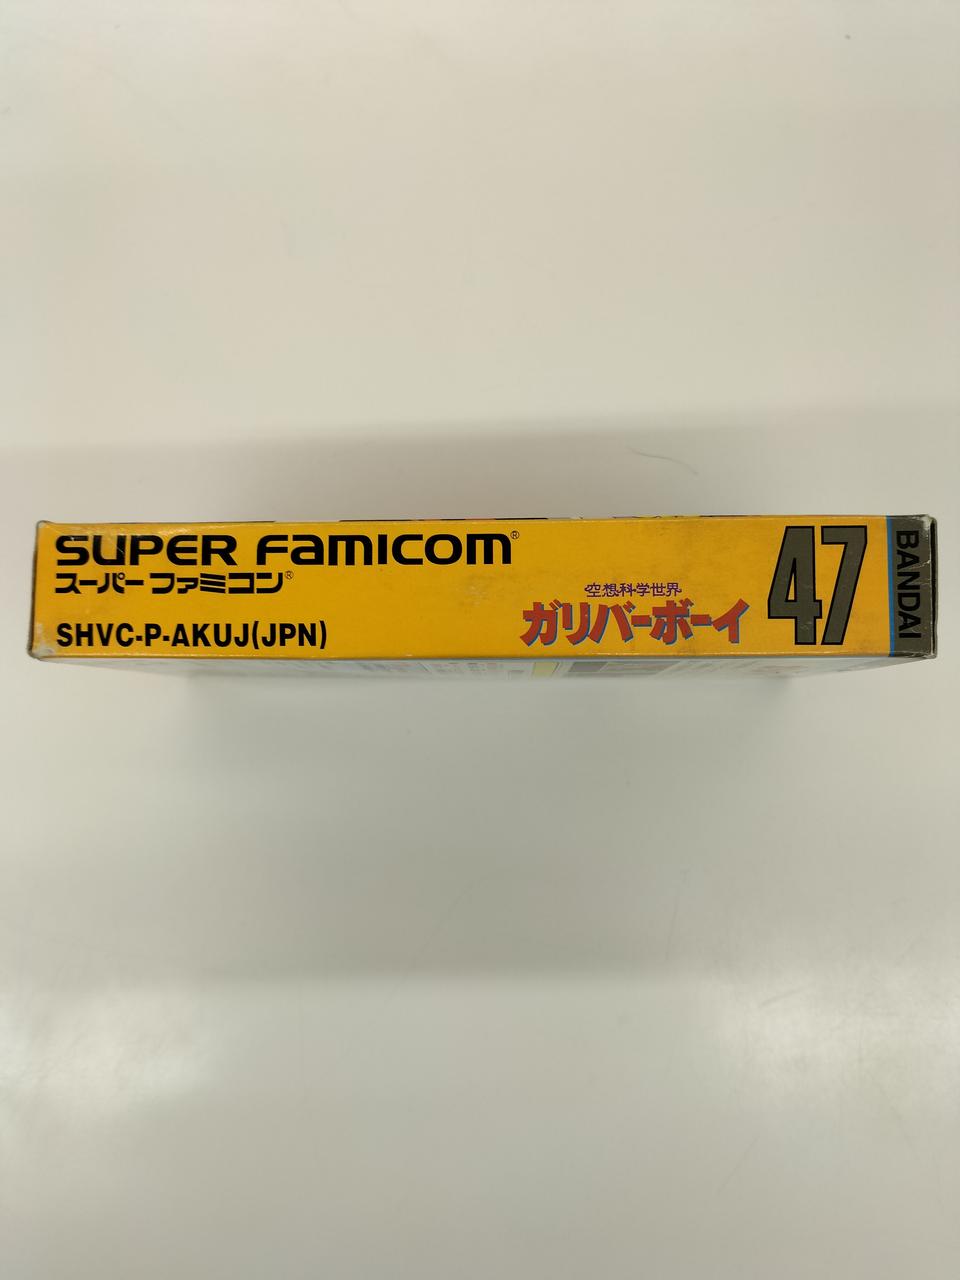 SUPER FAMICOM®
スーパーファミコン®
SHVC-P-AKUJ(JPN)
空想科学世界
ガリバーボーイ
47
BANDAI